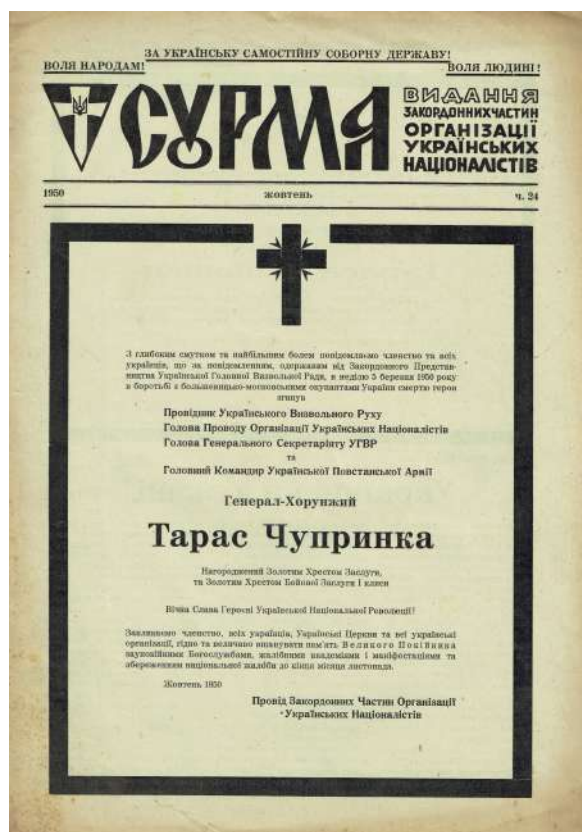 ЗА УКРАЇНСЬКУ САМОСТІЙНУ СОБОРНУ ДЕРЖАВУ!
ВОЛЯ НАРОДАМ!
ВОЛЯ ЛЮДИНІ!
СУРМА
ВИДАННЯ
ЗАКОРДОННИХ ЧАСТИН
ОРГАНІЗАЦІЇ
УКРАЇНСЬКИХ
НАЦІОНАЛІСТІВ
1950
жовтень
ч. 24
З глибоким смутком та найбільшим болем повідомляємо членство та всіх
українців, що за повідомленням, одержаним від Закордонного Представ-
ництва Української Головної Визвольної Ради, в неділю 5 березня 1950 року
в боротьбі з большевицько-московськими окупантами України смертю героя
згинув
Провідник Українського Визвольного Руху
Голова Проводу Організації Українських Націоналістів
Голова Генерального Секретаріяту УГВР
та
Головний Командир Української Повстанської Армії
Генерал-Хорунжий
Тарас Чупринка
Нагороджений Золотим Хрестом Заслуги,
та Золотим Хрестом Бойової Заслуги I кляси
Вічна Слава Героєві Української Національної Революції!
Закликаємо членство, всіх українців, Українські Церкви та всі українські
організації, гідно та величаво вшанувати пам'ять Великого Покійника
заупокійними Богослужбами, жалібними академіями і маніфестаціями та
збереженням національної жалоби до кінця місяця листопада.
Жовтень 1950
Провід Закордонних Частин Організації
Українських Націоналістів